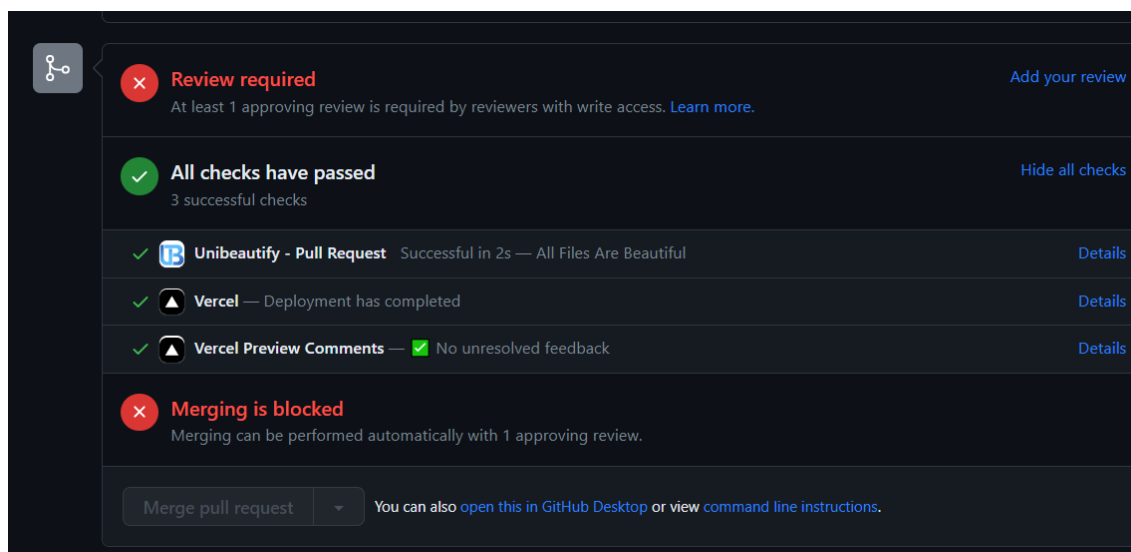 Review required
Add your review
At least 1 approving review is required by reviewers with write access. Learn more.
All checks have passed
Hide all checks
3 successful checks
Unibeautify - Pull Request Successful in 2s — All Files Are Beautiful
Details
Vercel — Deployment has completed
Details
Vercel Preview Comments — ✅ No unresolved feedback
Details
Merging is blocked
Merging can be performed automatically with 1 approving review.
Merge pull request
You can also open this in GitHub Desktop or view command line instructions.